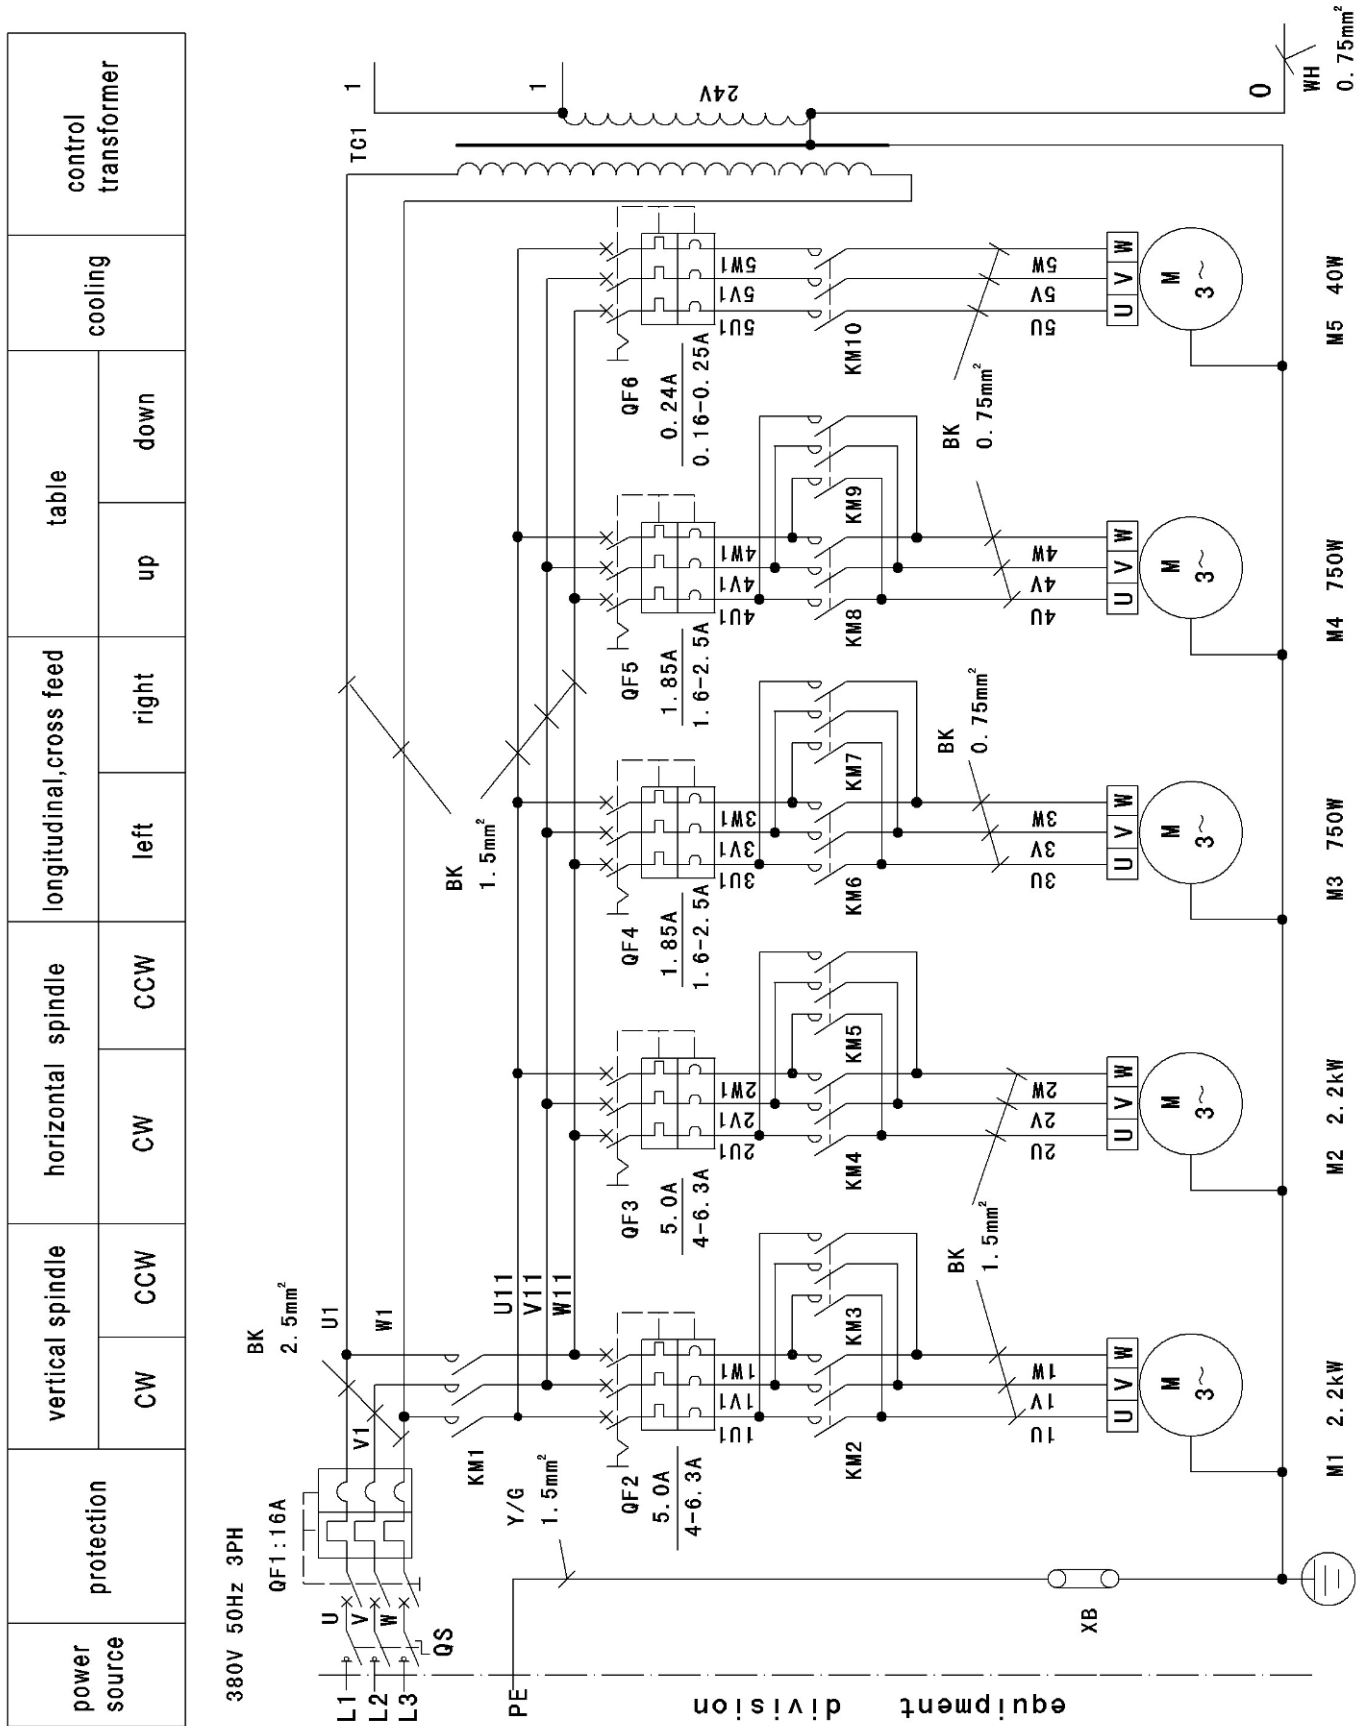 power source
protection
vertical spindle
CW
CCW
horizontal spindle
CW
CCW
longitudinal,cross feed
left
right
table
up
down
cooling
control transformer
380V 50Hz 3PH
L1
L2
L3
U
V
W
QS
QF1:16A
BK
2.5mm²
U1
V1
W1
TC1
1
1
24V
0
WH
0.75mm²
KM1
U11
V11
W11
BK
1.5mm²
PE
Y/G
1.5mm²
QF2
5.0A
4-6.3A
1U1
1V1
1W1
KM2
KM3
QF3
5.0A
4-6.3A
2U1
2V1
2W1
KM4
KM5
QF4
1.85A
1.6-2.5A
3U1
3V1
3W1
KM6
KM7
QF5
1.85A
1.6-2.5A
4U1
4V1
4W1
KM8
KM9
QF6
0.24A
0.16-0.25A
5U1
5V1
5W1
KM10
BK
1.5mm²
BK
0.75mm²
BK
0.75mm²
1U
1V
1W
2U
2V
2W
3U
3V
3W
4U
4V
4W
5U
5V
5W
U V W
M
3~
U V W
M
3~
U V W
M
3~
U V W
M
3~
U V W
M
3~
XB
equipment division
M1 2.2kW
M2 2.2kW
M3 750W
M4 750W
M5 40W